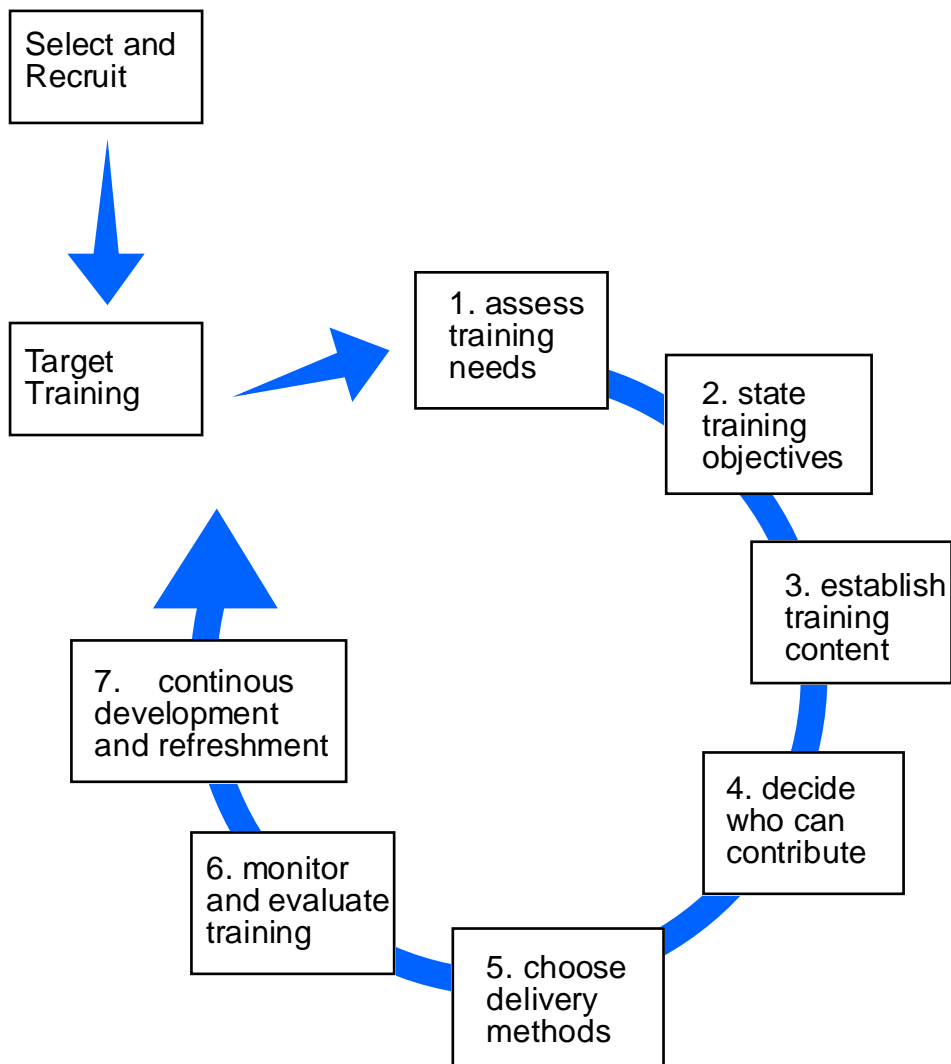 Select and
Recruit
Target
Training
1. assess
training
needs
2. state
training
objectives
3. establish
training
content
4. decide
who can
contribute
5. choose
delivery
methods
6. monitor
and evaluate
training
7. continous
development
and refreshment